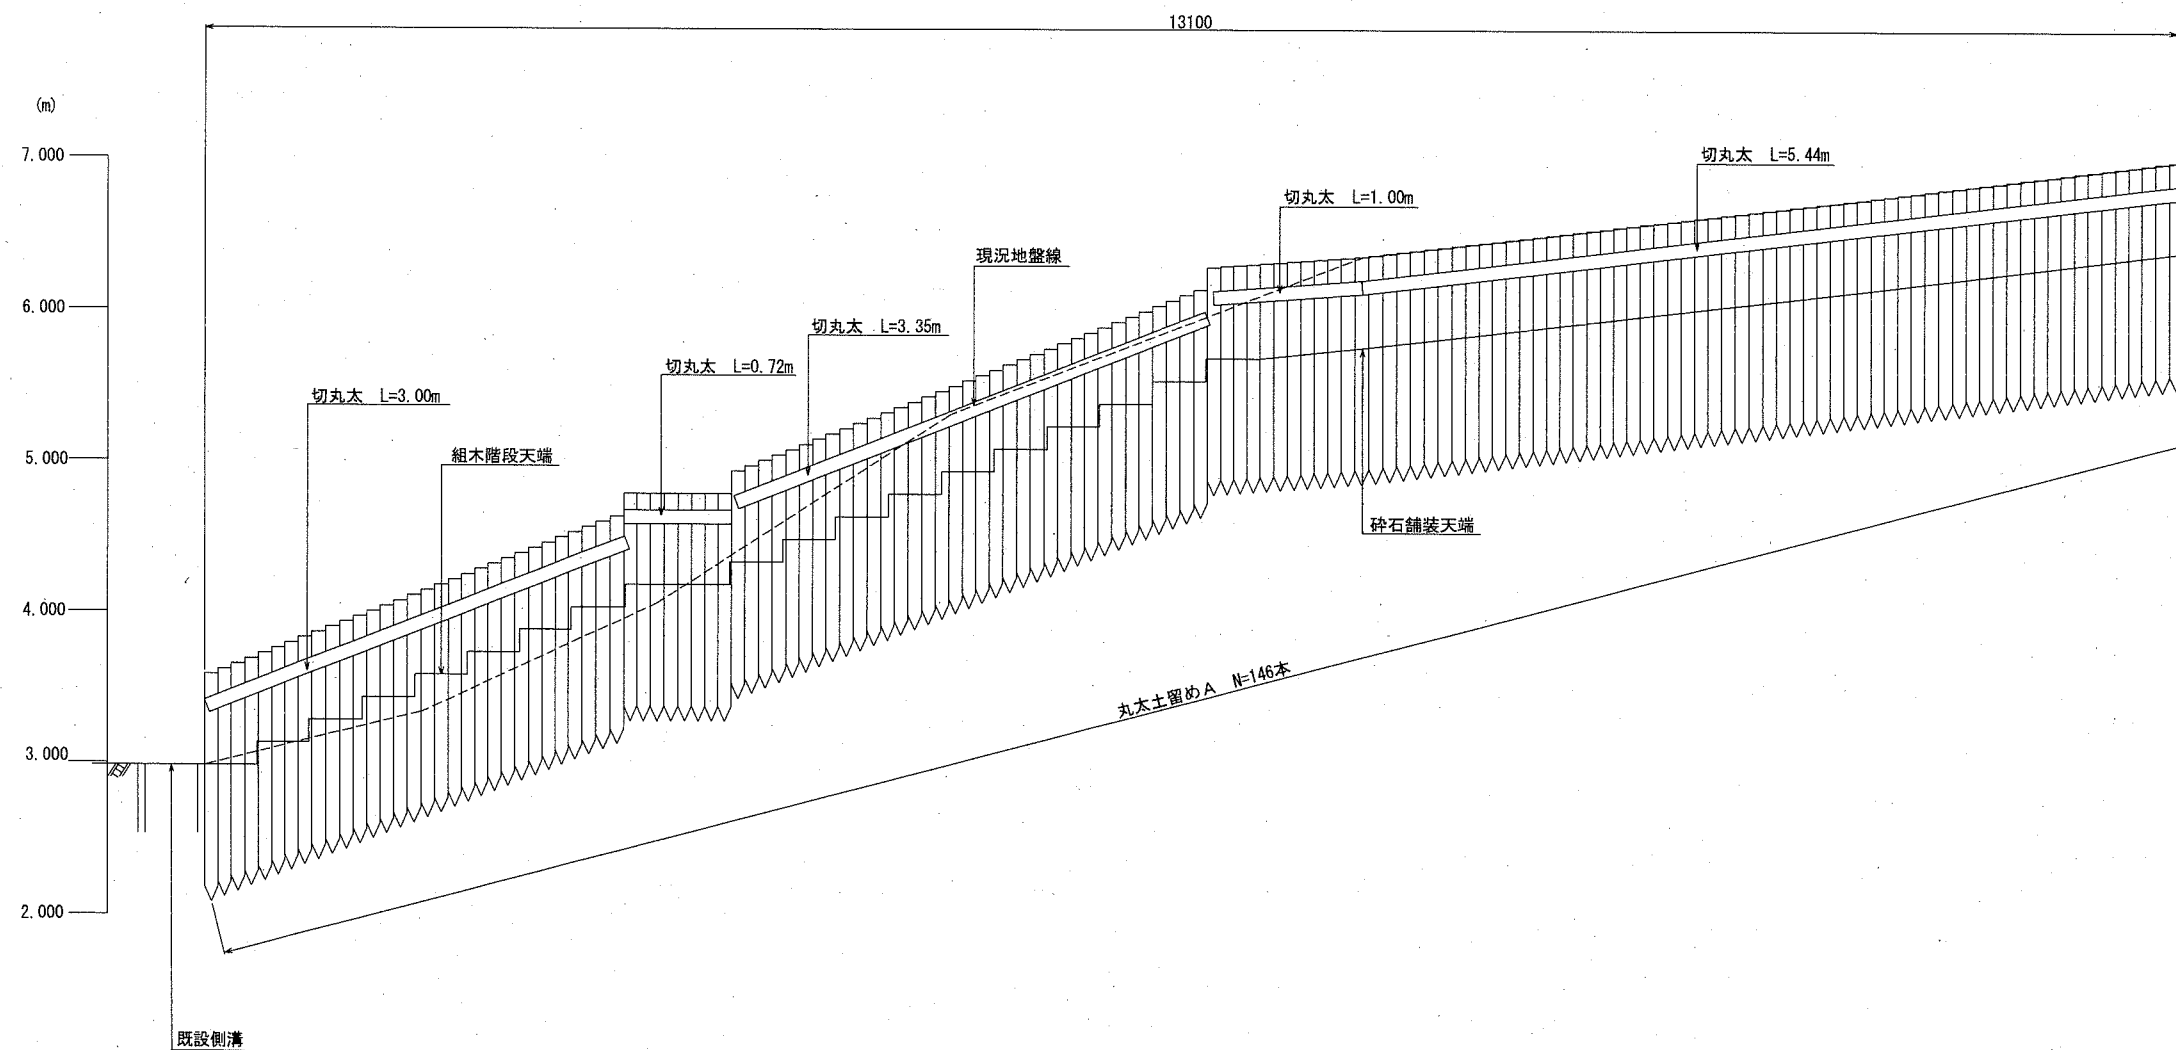 13100
(m)
7.000
切丸太 L=5.44m
切丸太 L=1.00m
現況地盤線
6.000
切丸太 L=3.35m
切丸太 L=0.72m
切丸太 L=3.00m
組木階段天端
5.000
砕石舗装天端
4.000
丸太土留めA N=146本
3.000
2.000
既設側溝